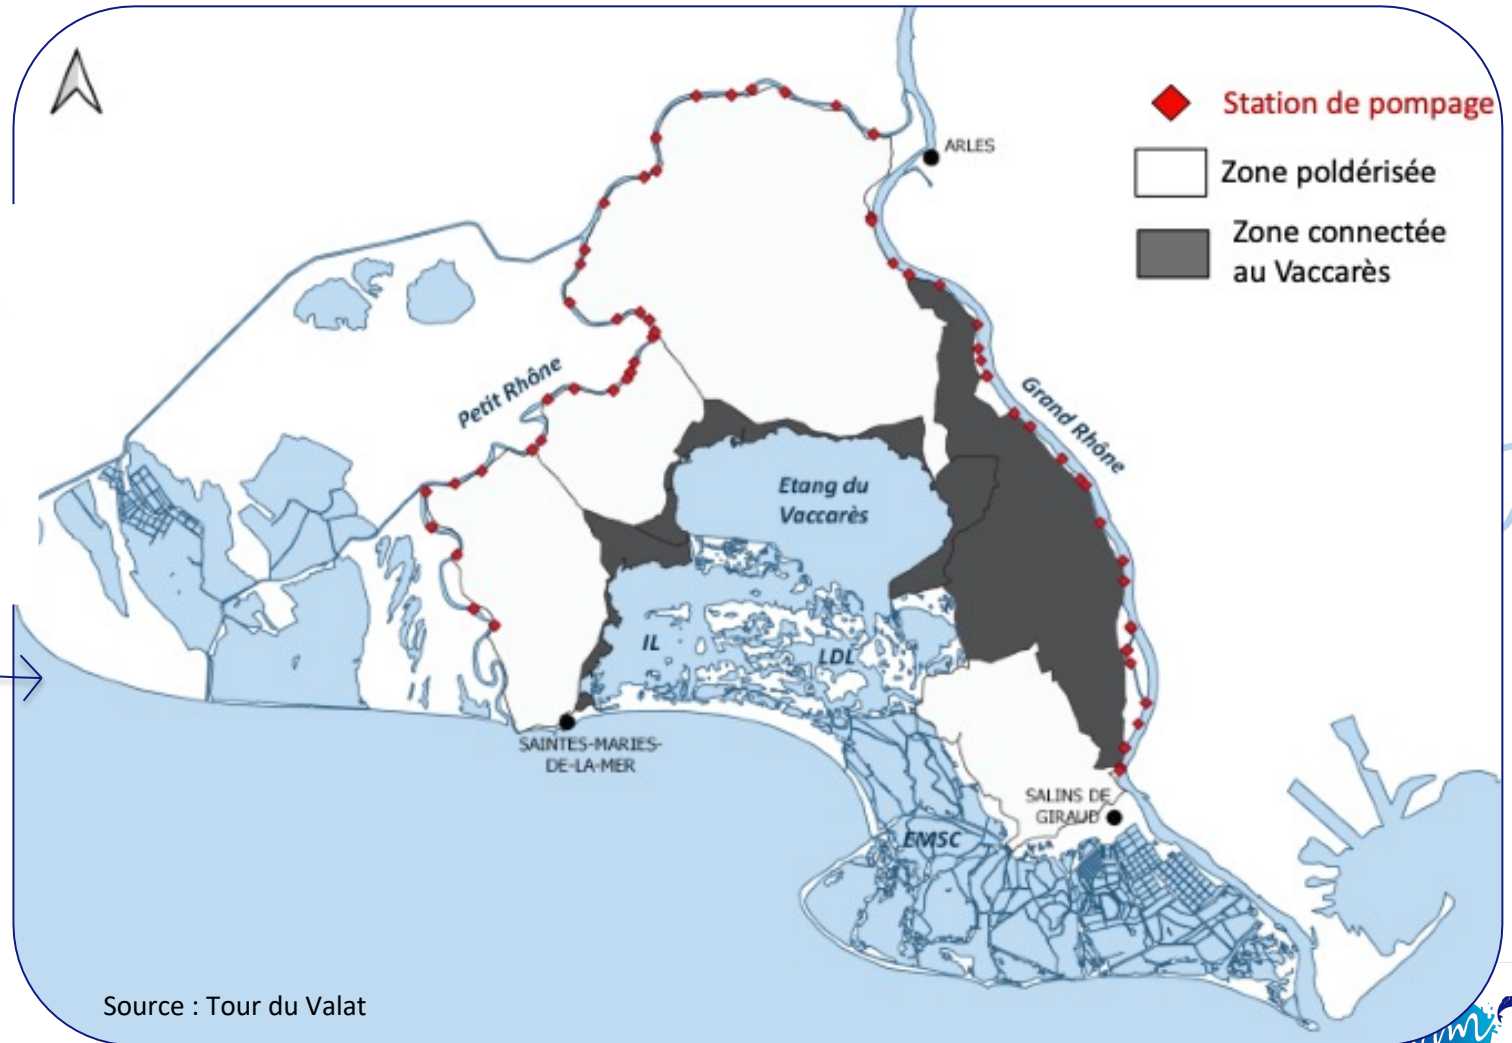 Station de pompage
ARLES
Zone poldérisée
Zone connectée
au Vaccarès
Petit Rhône
Grand Rhône
Etang du
Vaccarès
IL
LDL
SAINTES-MARIES-
DE-LA-MER
SALINS DE
GIRAUD
EMSC
Source : Tour du Valat